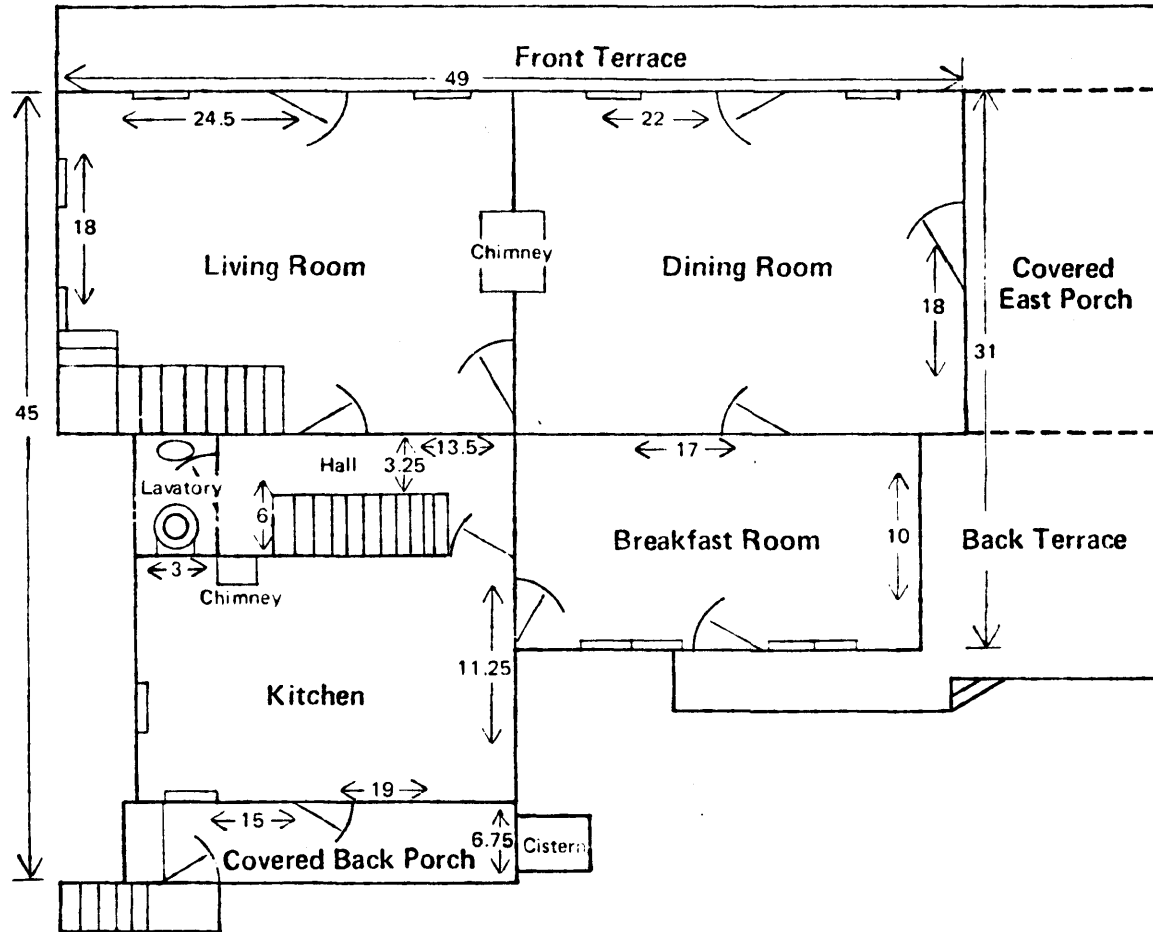 Front Terrace
49
24.5
22
18
Living Room
Chimney
Dining Room
18
Covered
East Porch
31
45
13.5
Hall
3.25
17
Lavatory
6
Breakfast Room
10
Back Terrace
3
Chimney
11.25
Kitchen
19
15
6.75
Covered Back Porch
Cistern